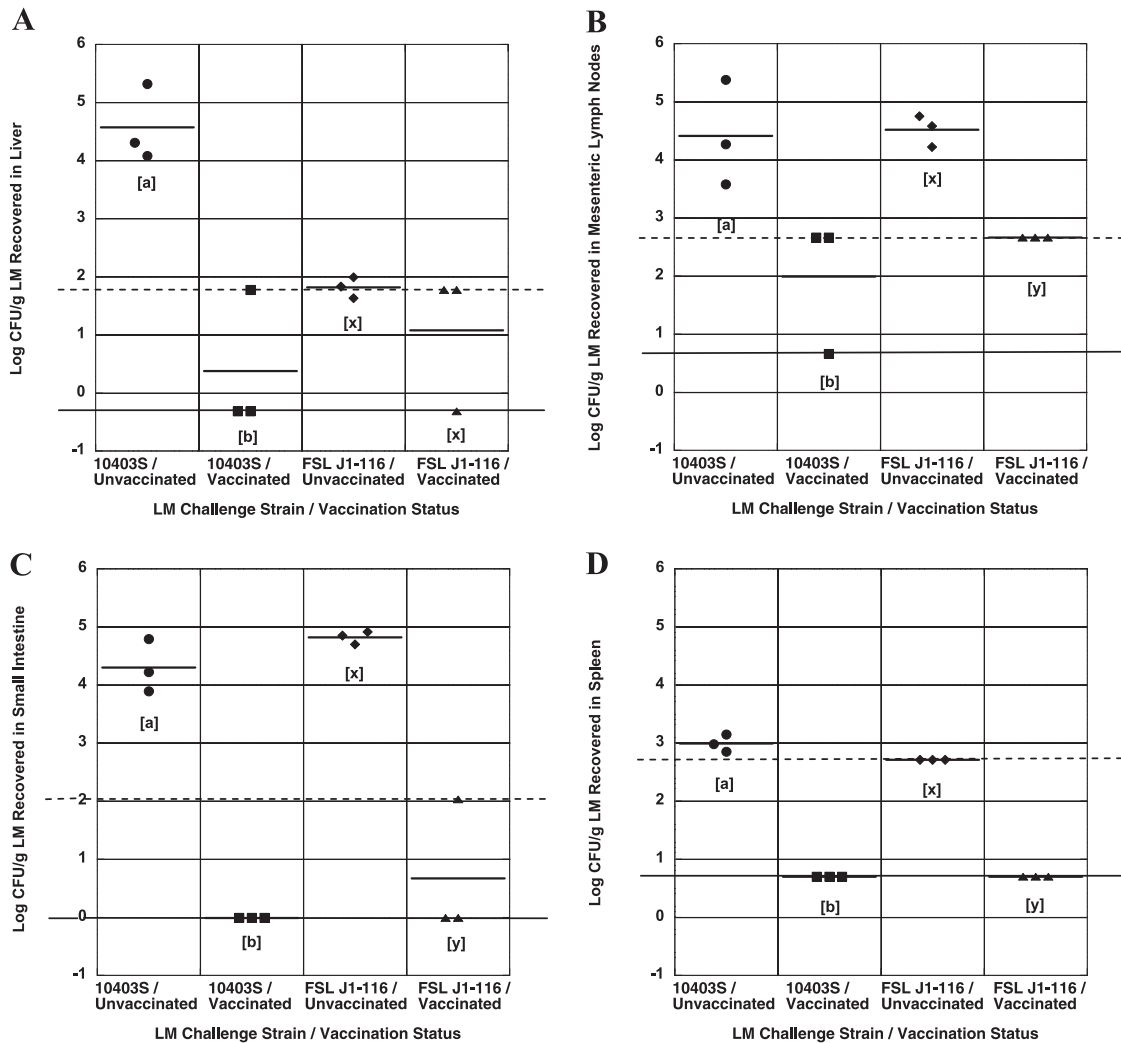 A
Log CFU/g LM Recovered in Liver
6
5
4
3
2
1
0
-1
[a]
[b]
[x]
[x]
10403S / Unvaccinated
10403S / Vaccinated
FSL J1-116 / Unvaccinated
FSL J1-116 / Vaccinated
LM Challenge Strain / Vaccination Status
B
Log CFU/g LM Recovered in Mesenteric Lymph Nodes
6
5
4
3
2
1
0
-1
[a]
[b]
[x]
[y]
10403S / Unvaccinated
10403S / Vaccinated
FSL J1-116 / Unvaccinated
FSL J1-116 / Vaccinated
LM Challenge Strain / Vaccination Status
C
Log CFU/g LM Recovered in Small Intestine
6
5
4
3
2
1
0
-1
[a]
[b]
[x]
[y]
10403S / Unvaccinated
10403S / Vaccinated
FSL J1-116 / Unvaccinated
FSL J1-116 / Vaccinated
LM Challenge Strain / Vaccination Status
D
Log CFU/g LM Recovered in Spleen
6
5
4
3
2
1
0
-1
[a]
[b]
[x]
[y]
10403S / Unvaccinated
10403S / Vaccinated
FSL J1-116 / Unvaccinated
FSL J1-116 / Vaccinated
LM Challenge Strain / Vaccination Status